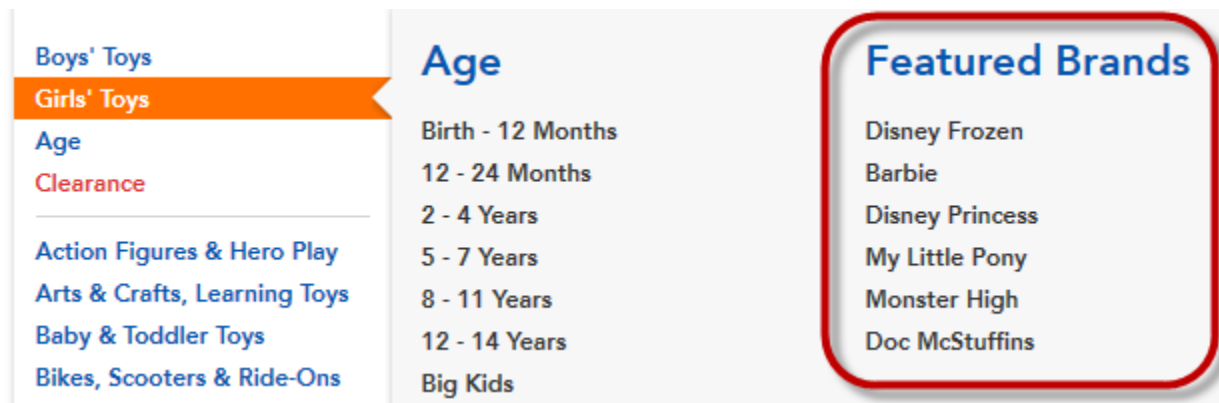 Boys' Toys
Girls' Toys
Age
Clearance
Action Figures & Hero Play
Arts & Crafts, Learning Toys
Baby & Toddler Toys
Bikes, Scooters & Ride-Ons
Age
Birth - 12 Months
12 - 24 Months
2 - 4 Years
5 - 7 Years
8 - 11 Years
12 - 14 Years
Big Kids
Featured Brands
Disney Frozen
Barbie
Disney Princess
My Little Pony
Monster High
Doc McStuffins